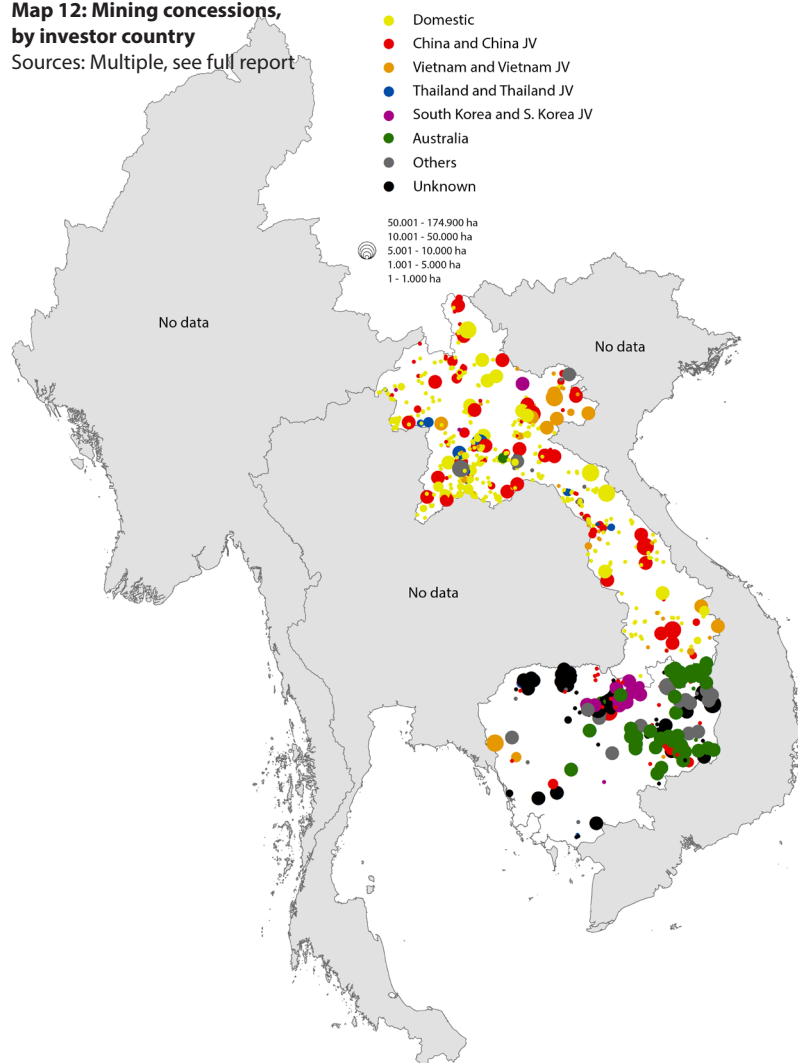 Map 12: Mining concessions,
by investor country
Sources: Multiple, see full report
Domestic
China and China JV
Vietnam and Vietnam JV
Thailand and Thailand JV
South Korea and S. Korea JV
Australia
Others
Unknown
50.001 - 174.900 ha
10.001 - 50.000 ha
5.001 - 10.000 ha
1.001 - 5.000 ha
1 - 1.000 ha
No data
No data
No data